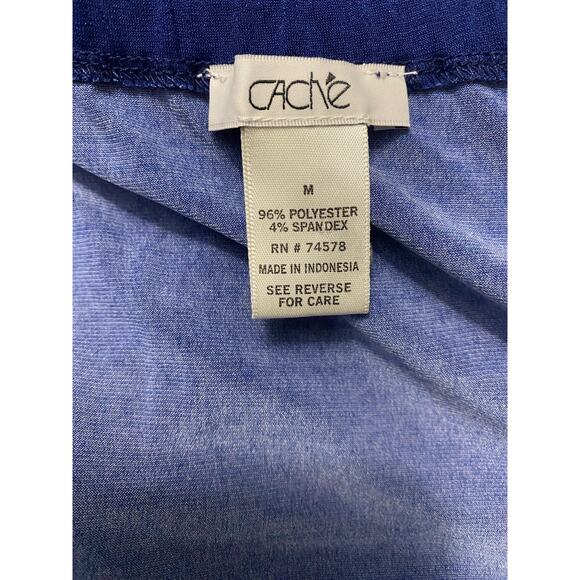 CAChé
M
96% POLYESTER
4% SPANDEX
RN # 74578
MADE IN INDONESIA
SEE REVERSE
FOR CARE